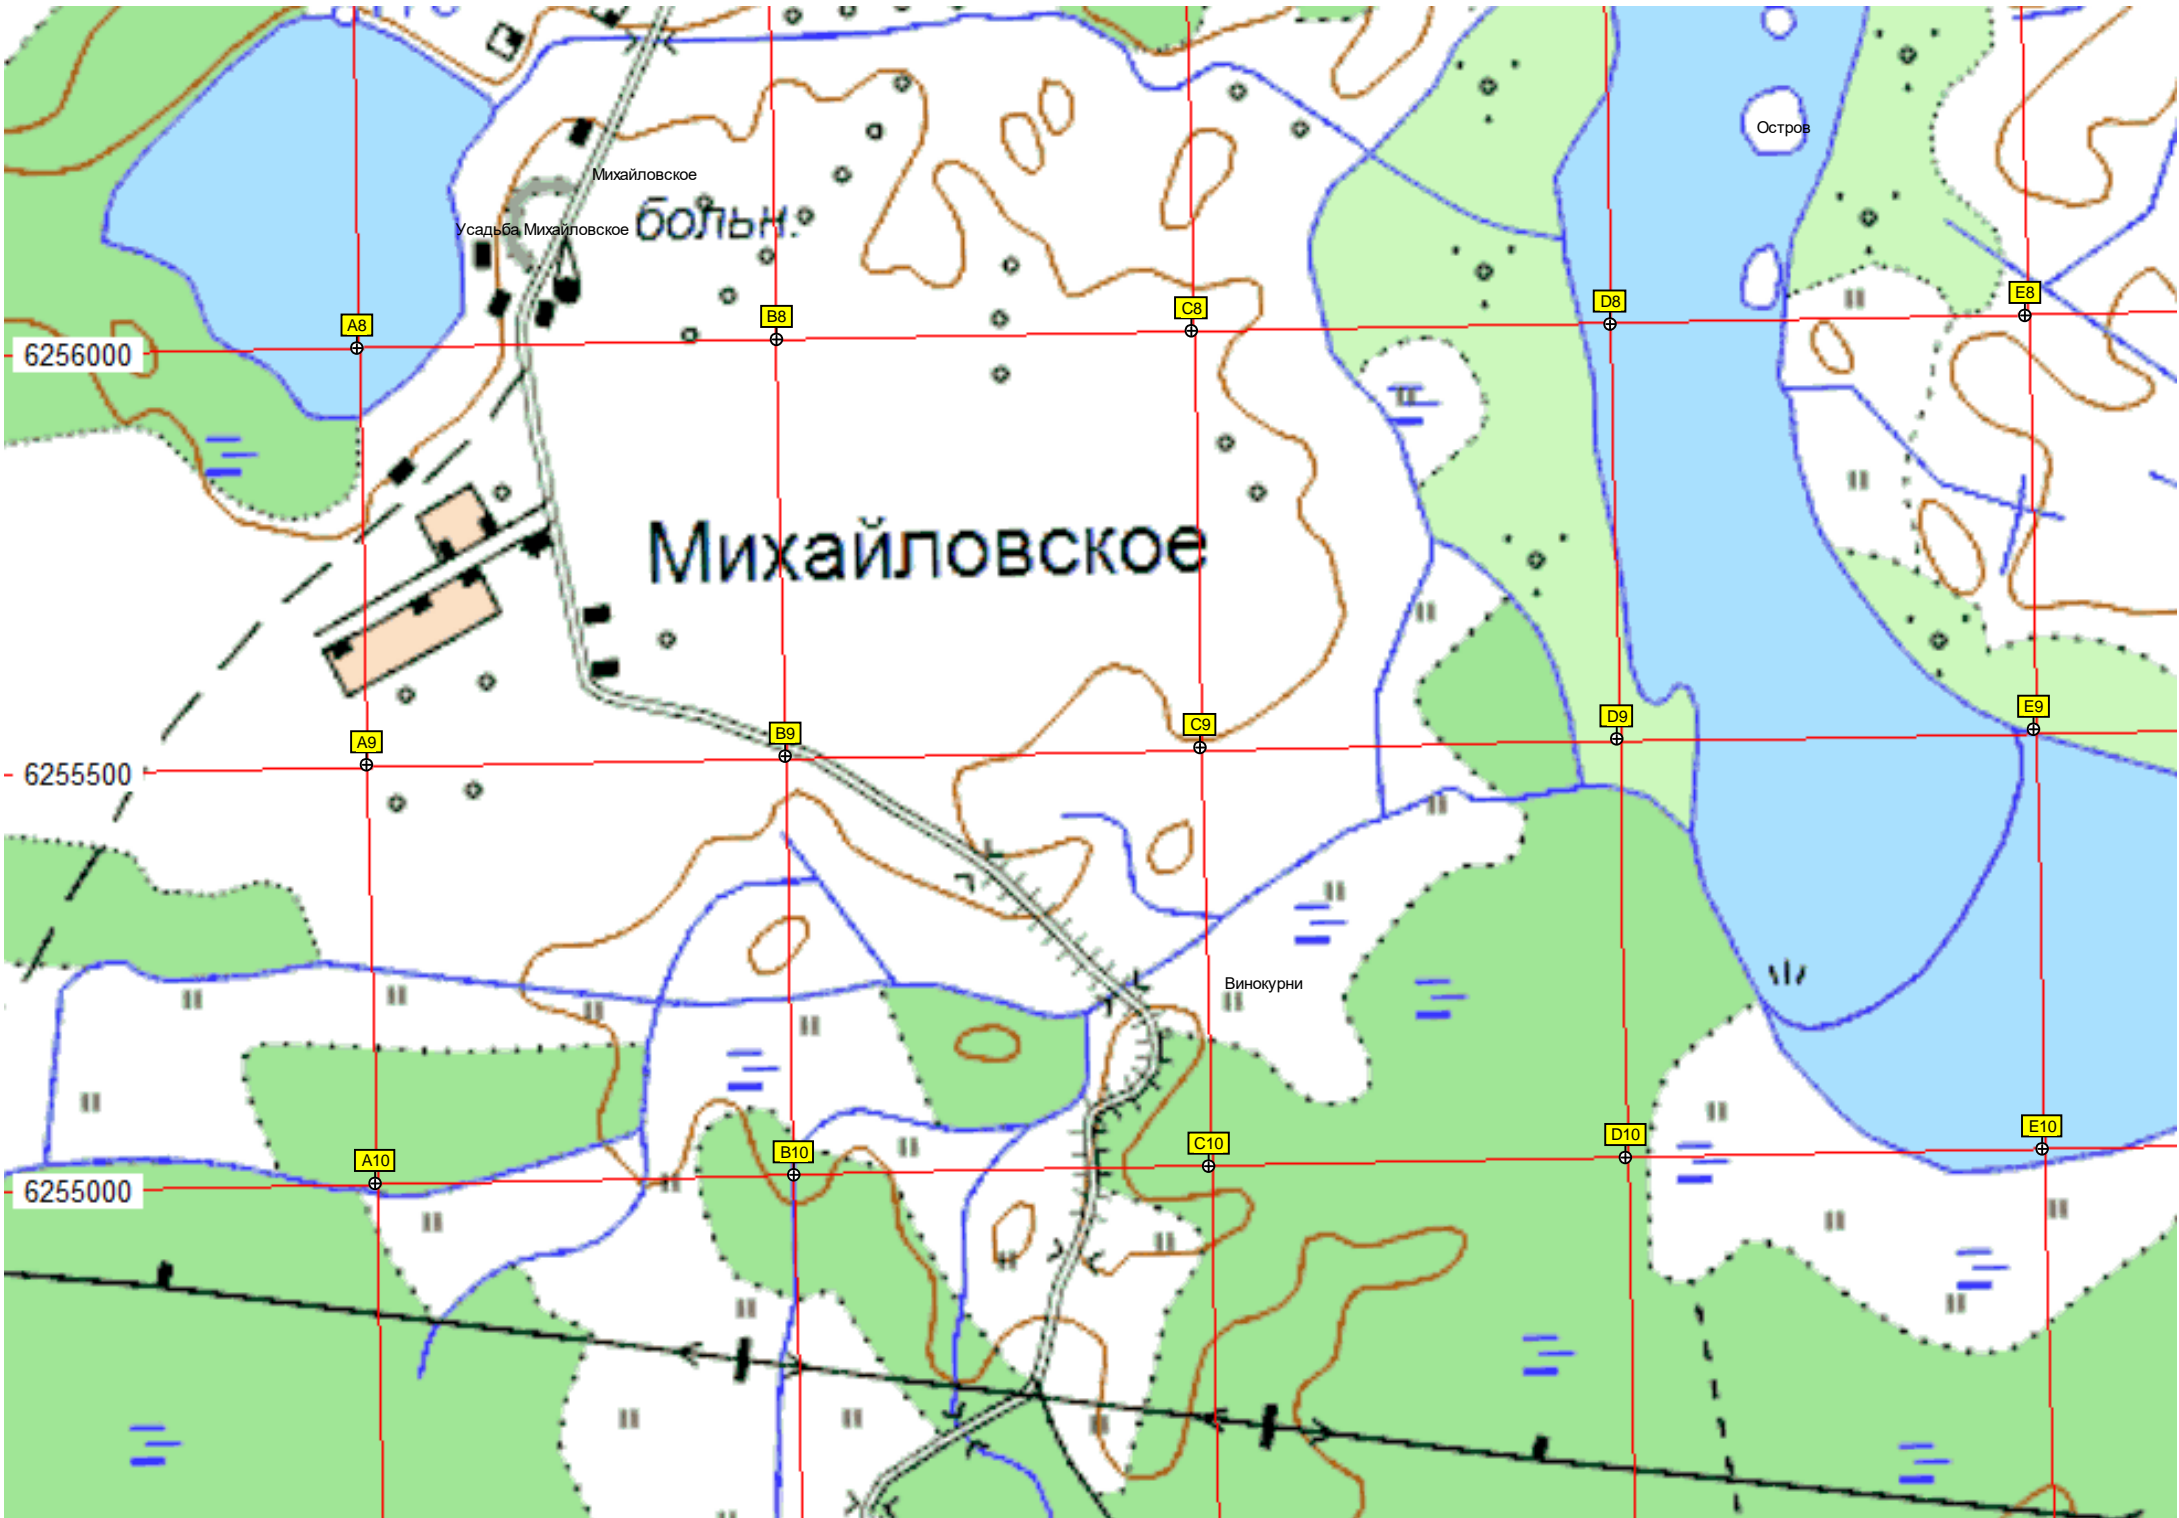 Остров
Михайловское
больн.
Усадьба Михайловское
A8
B8
C8
D8
E8
6256000
Михайловское
A9
B9
C9
D9
E9
6255500
Винокурни
A10
B10
C10
D10
E10
6255000